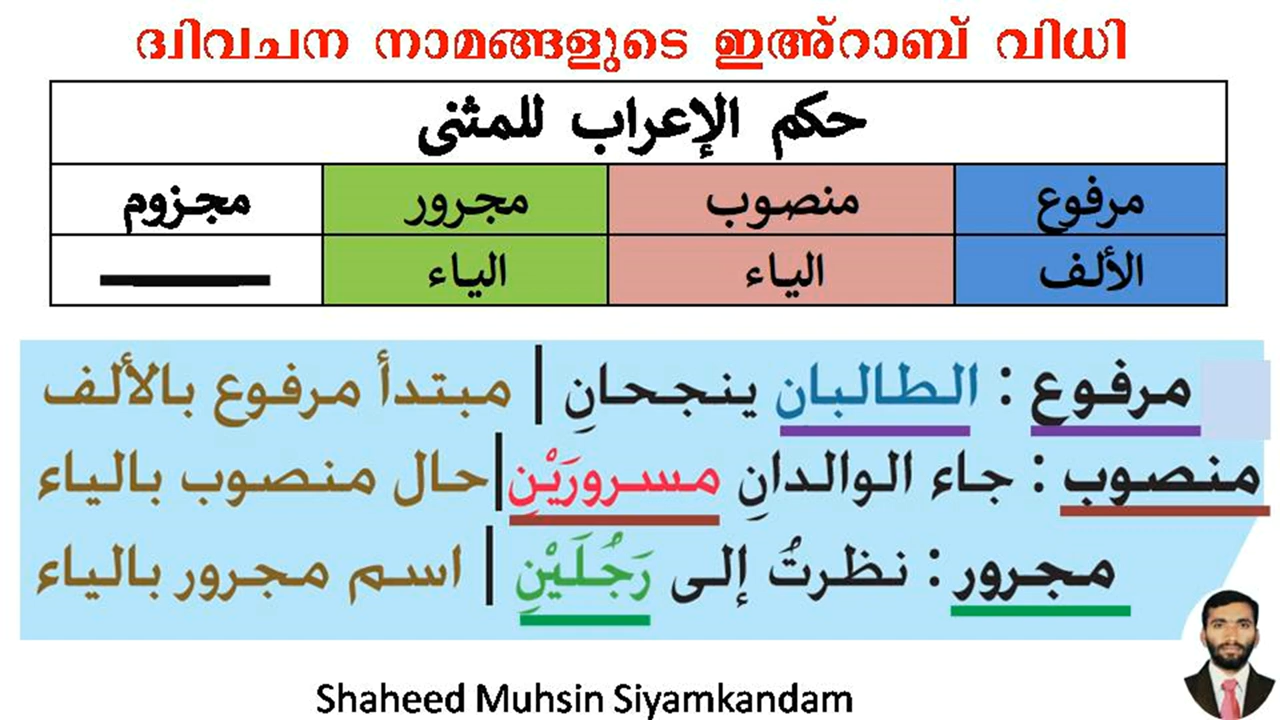 ദ്വിവചന നാമങ്ങളുടെ ഇഅ്റാബ് വിധി
حكم الإعراب للمثنى
مرفوع منصوب مجرور مجـزوم
الألف الياء الياء
مرفوع : الطالبان ينجحانِ | مبتدأ مرفوع بالألف
منصوب : جاء الوالدانِ مسرورَيْنِ | حال منصوب بالياء
مجرور : نظرتُ إلى رَجُلَيْنِ | اسم مجرور بالياء
Shaheed Muhsin Siyamkandam